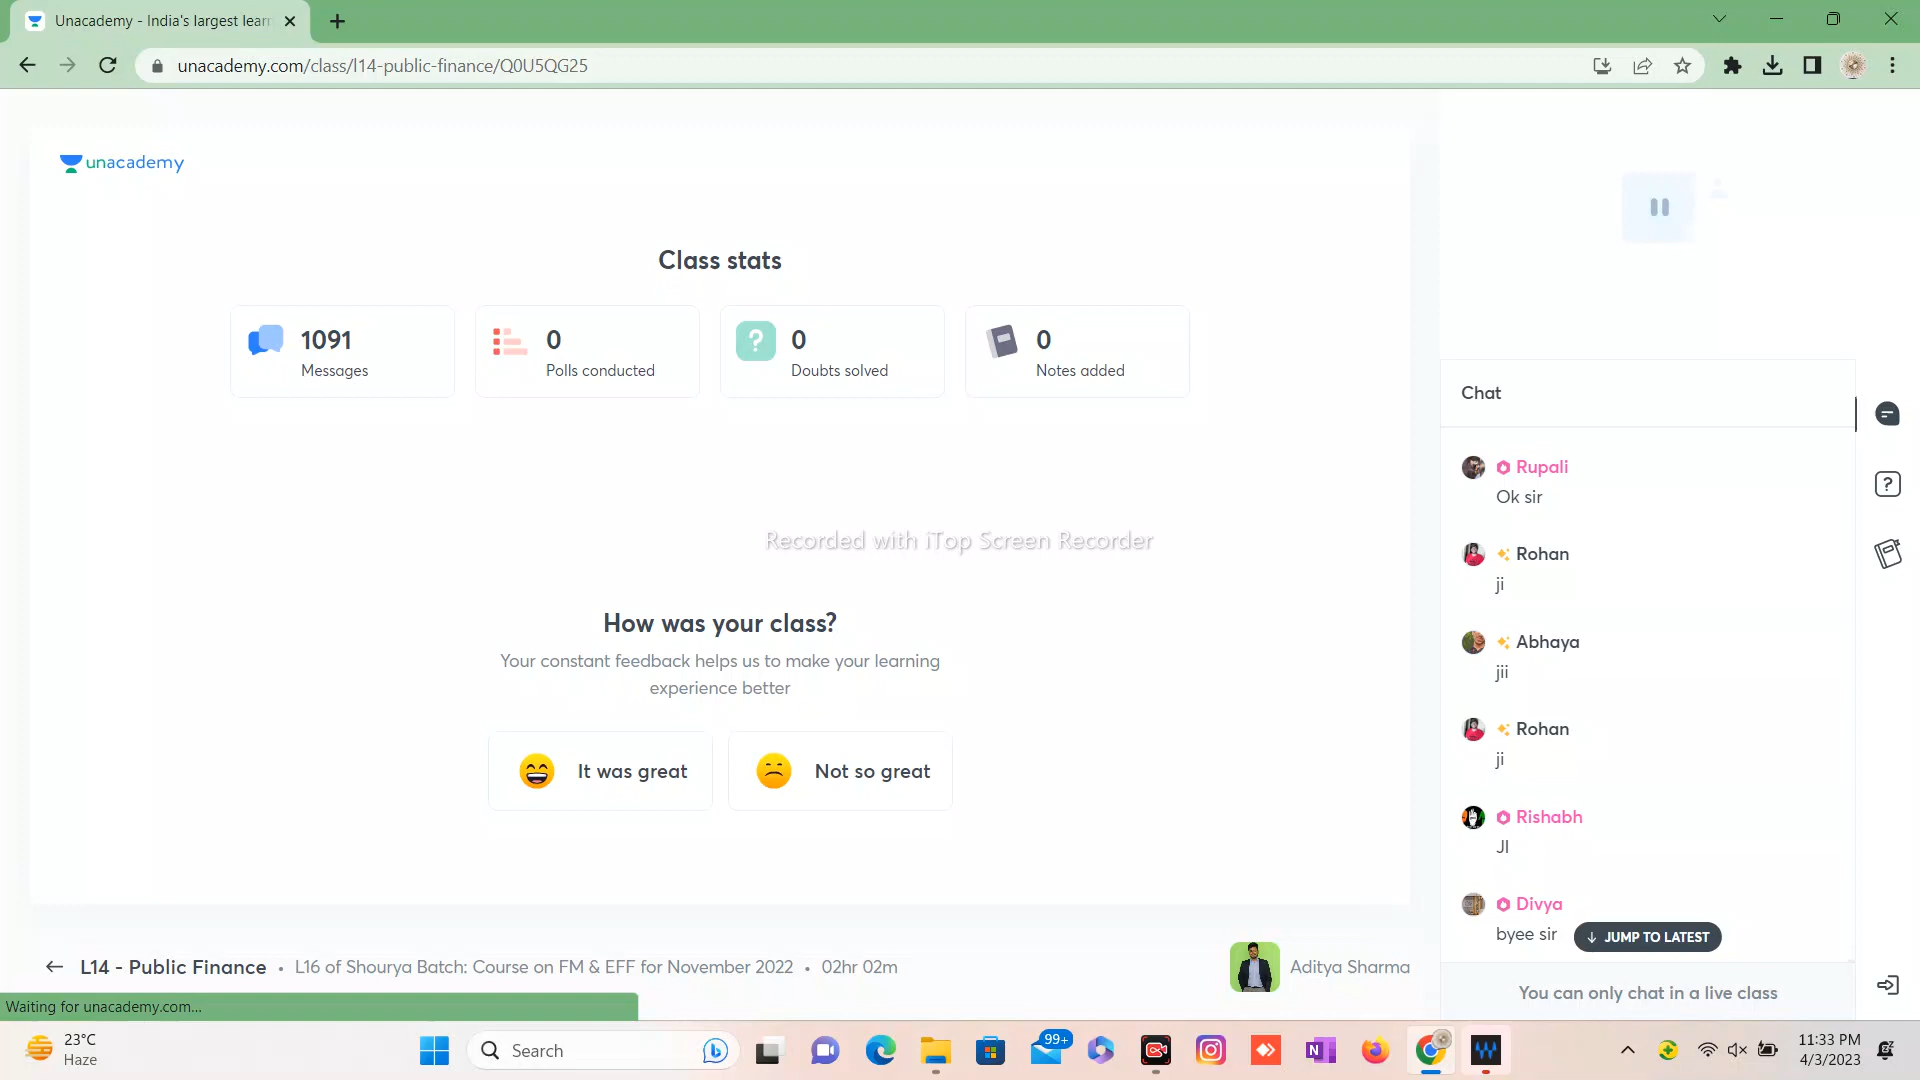 Unacademy - India's largest lear
unacademy.com/class/l14-public-finance/Q0U5QG25
unacademy
Class stats
1091
Messages
0
Polls conducted
0
Doubts solved
0
Notes added
Recorded with iTop Screen Recorder
How was your class?
Your constant feedback helps us to make your learning
experience better
It was great
Not so great
Chat
Rupali
Ok sir
Rohan
ji
Abhaya
jii
Rohan
ji
Rishabh
JI
Divya
byee sir
JUMP TO LATEST
You can only chat in a live class
L14 - Public Finance • L16 of Shourya Batch: Course on FM & EFF for November 2022 • 02hr 02m
Aditya Sharma
Waiting for unacademy.com...
23°C
Haze
Search
99+
11:33 PM
4/3/2023